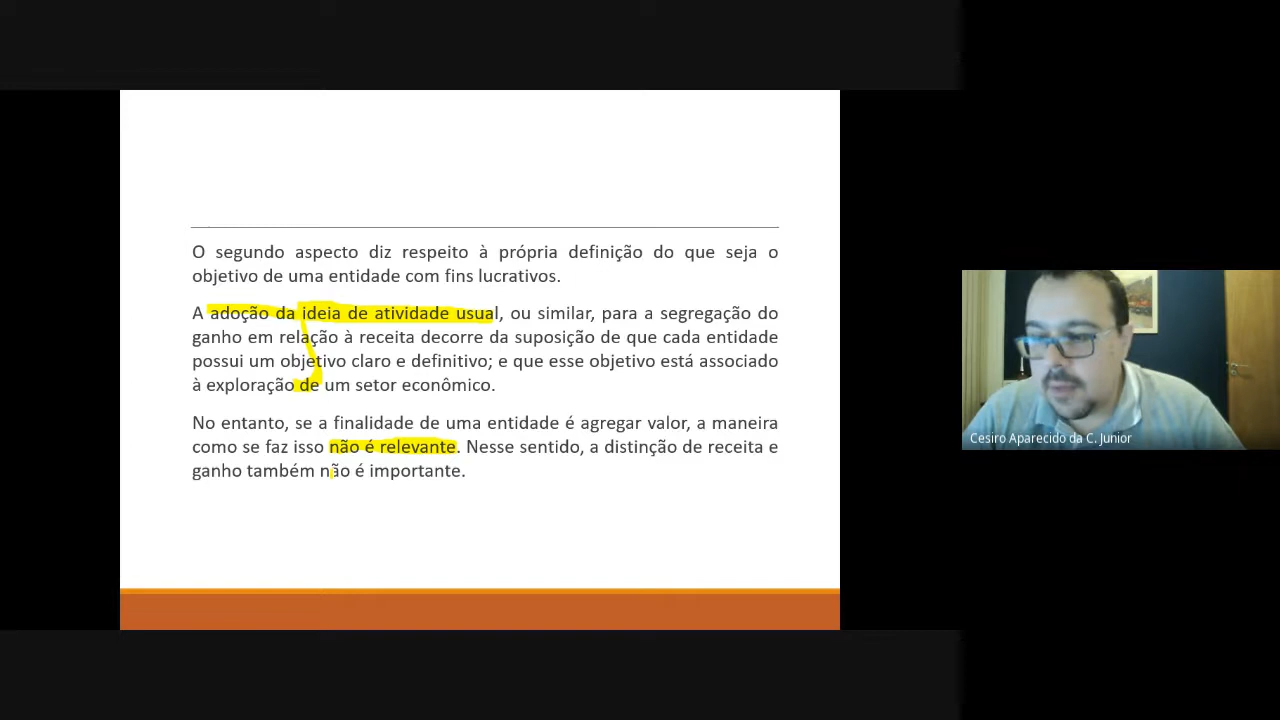 O segundo aspecto diz respeito à própria definição do que seja o
objetivo de uma entidade com fins lucrativos.
A adoção da ideia de atividade usual, ou similar, para a segregação do
ganho em relação à receita decorre da suposição de que cada entidade
possui um objetivo claro e definitivo; e que esse objetivo está associado
à exploração de um setor econômico.
No entanto, se a finalidade de uma entidade é agregar valor, a maneira
como se faz isso não é relevante. Nesse sentido, a distinção de receita e
ganho também não é importante.
Cesiro Aparecido da C. Junior